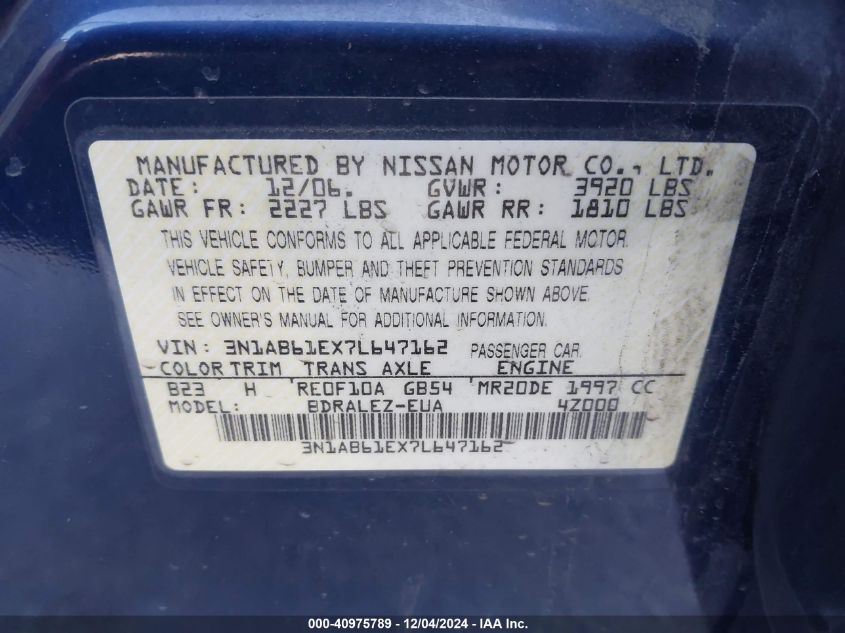 MANUFACTURED BY NISSAN MOTOR CO., LTD.
DATE: 12/06. GVWR: 3920 LBS
GAWR FR: 2227 LBS GAWR RR: 1810 LBS
THIS VEHICLE CONFORMS TO ALL APPLICABLE FEDERAL MOTOR
VEHICLE SAFETY, BUMPER AND THEFT PREVENTION STANDARDS
IN EFFECT ON THE DATE OF MANUFACTURE SHOWN ABOVE.
SEE OWNER'S MANUAL FOR ADDITIONAL INFORMATION.
VIN: 3N1AB61EX7L647162 PASSENGER CAR
COLOR TRIM TRANS AXLE ENGINE
B23 H RE0F10A GB54 MR20DE 1997 CC
MODEL: BDRALEZ-EUA 4Z000
3N1AB61EX7L647162
000-40975789 - 12/04/2024 - IAA Inc.